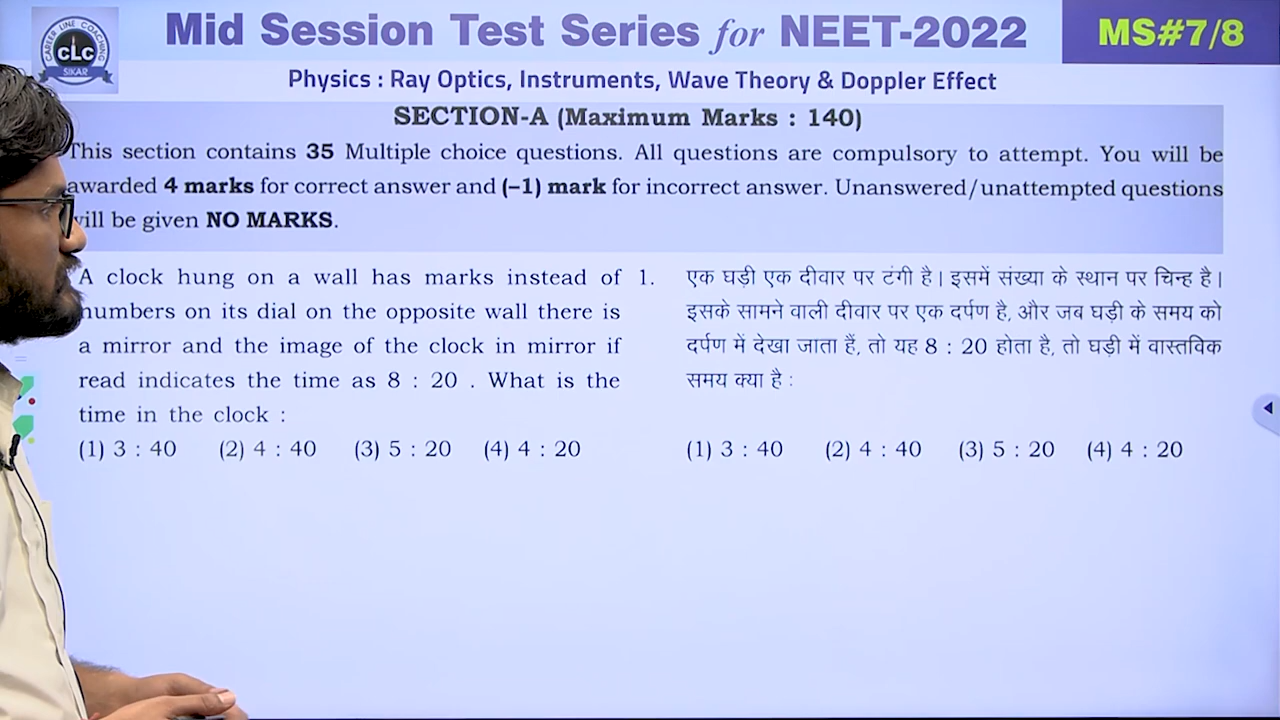 Mid Session Test Series for NEET-2022
MS#7/8
CAREER LINE COACHING
CLC
SIKAR
Physics : Ray Optics, Instruments, Wave Theory & Doppler Effect
SECTION-A (Maximum Marks : 140)
This section contains 35 Multiple choice questions. All questions are compulsory to attempt. You will be
awarded 4 marks for correct answer and (–1) mark for incorrect answer. Unanswered/unattempted questions
will be given NO MARKS.
A clock hung on a wall has marks instead of
numbers on its dial on the opposite wall there is
a mirror and the image of the clock in mirror if
read indicates the time as 8 : 20 . What is the
time in the clock :
(1) 3 : 40 (2) 4 : 40 (3) 5 : 20 (4) 4 : 20
1. एक घड़ी एक दीवार पर टंगी है। इसमें संख्या के स्थान पर चिन्ह है।
इसके सामने वाली दीवार पर एक दर्पण है, और जब घड़ी के समय को
दर्पण में देखा जाता हैं, तो यह 8 : 20 होता है, तो घड़ी में वास्तविक
समय क्या है :
(1) 3 : 40 (2) 4 : 40 (3) 5 : 20 (4) 4 : 20